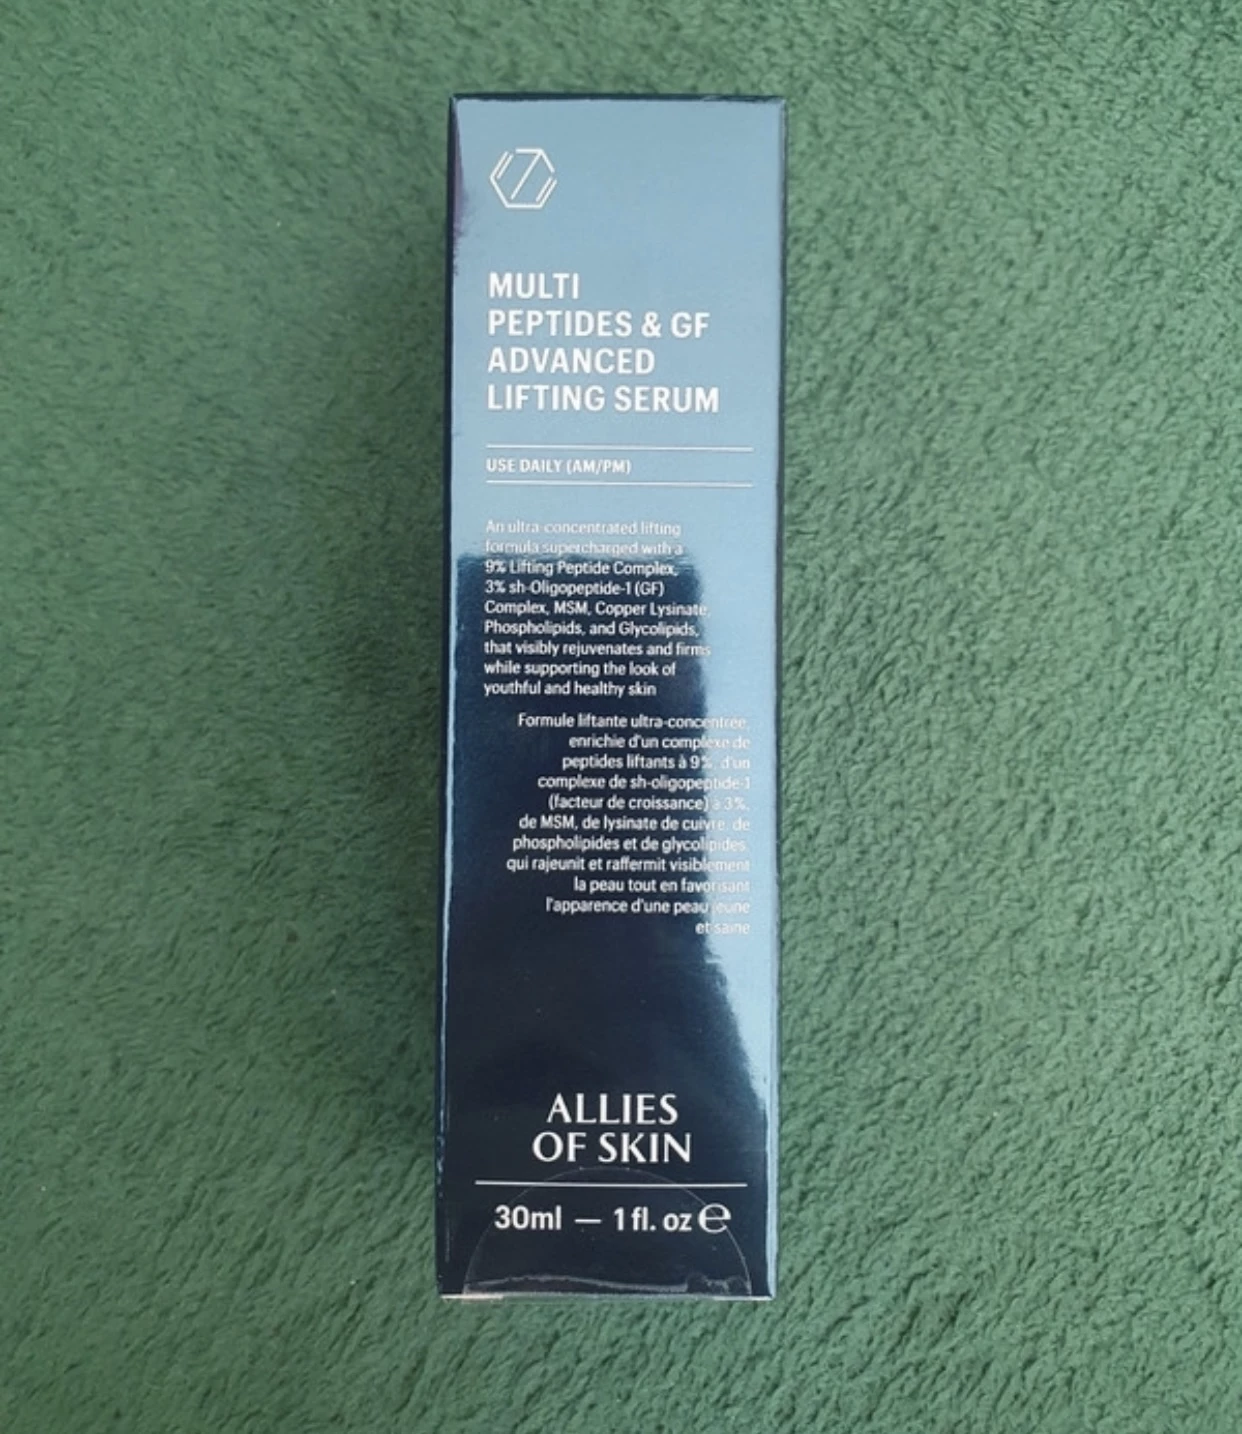 MULTI
PEPTIDES & GF
ADVANCED
LIFTING SERUM
USE DAILY (AM/PM)
An ultra-concentrated lifting
formula supercharged with a
9% Lifting Peptide Complex,
3% sh-Oligopeptide-1 (GF)
Complex, MSM, Copper Lysinate,
Phospholipids, and Glycolipids,
that visibly rejuvenates and firms
while supporting the look of
youthful and healthy skin
Formule liftante ultra-concentrée,
enrichie d'un complexe de
peptides liftants à 9%, d'un
complexe de sh-oligopeptide-1
(facteur de croissance) à 3%,
de MSM, de lysinate de cuivre, de
phospholipides et de glycolipides,
qui rajeunit et raffermit visiblement
la peau tout en favorisant
l'apparence d'une peau jeune
et saine
ALLIES
OF SKIN
30ml — 1 fl. oz ℮